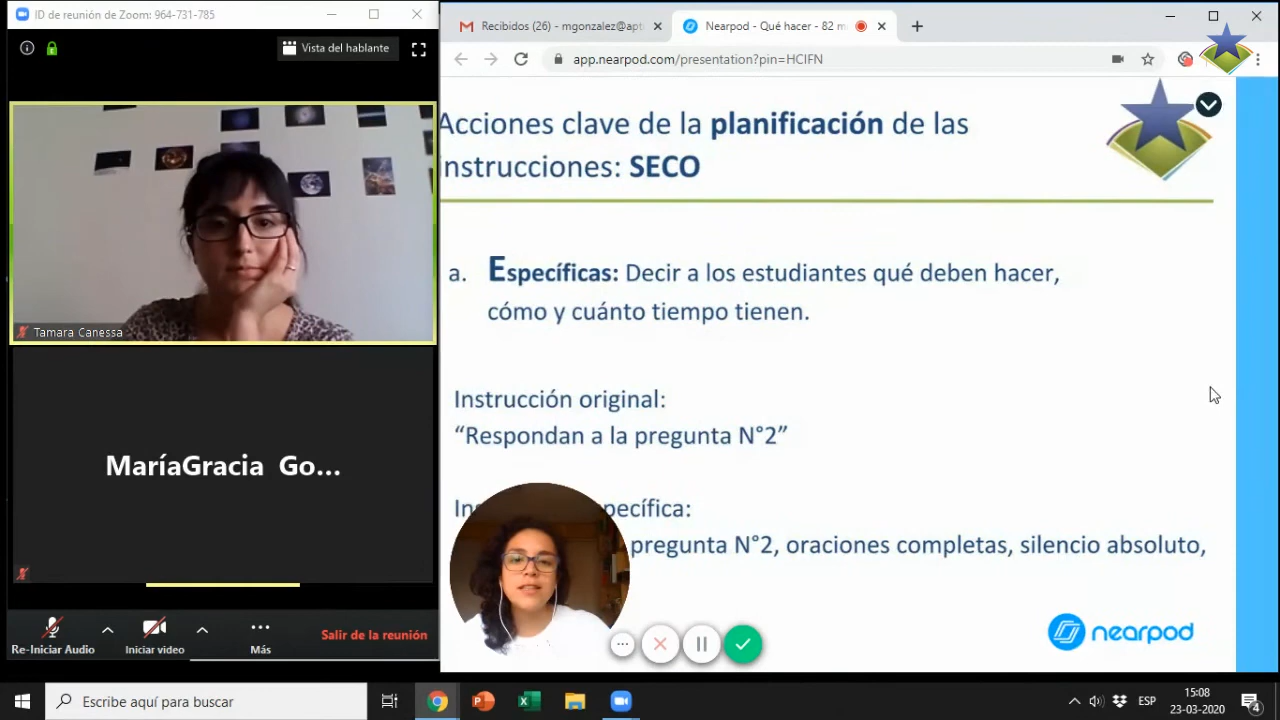 ID de reunión de Zoom: 964-731-785
Vista del hablante
Tamara Canessa
MaríaGracia Go...
Re-Iniciar Audio
Iniciar video
Más
Salir de la reunión
Recibidos (26) - mgonzalez@apt
Nearpod - Qué hacer - 82 m
app.nearpod.com/presentation?pin=HCIFN
Acciones clave de la planificación de las
instrucciones: SECO
a. Específicas: Decir a los estudiantes qué deben hacer,
cómo y cuánto tiempo tienen.
Instrucción original:
“Respondan a la pregunta N°2”
pecífica:
pregunta N°2, oraciones completas, silencio absoluto,
nearpod
Escribe aquí para buscar
ESP
15:08
23-03-2020
4